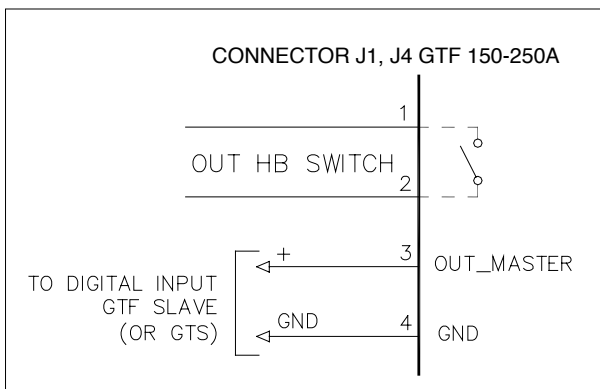 CONNECTOR J1, J4 GTF 150-250A
1
OUT HB SWITCH
2
+ 3 OUT_MASTER
TO DIGITAL INPUT
GTF SLAVE
(OR GTS)
GND 4 GND